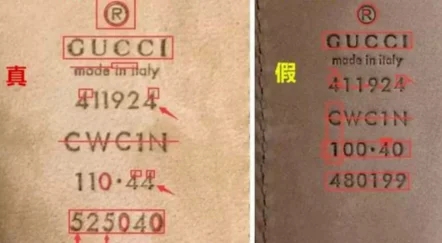 ®
GUCCI
made in italy
真
411924
CWC1N
110·44
525040
®
GUCCI
made in italy
假
411924
CWC1N
100·40
480199